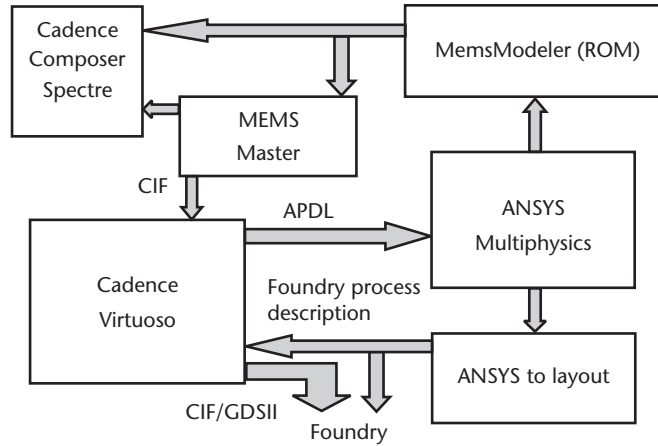 Cadence
Composer
Spectre
MemsModeler (ROM)
MEMS
Master
CIF
APDL
ANSYS
Multiphysics
Cadence
Virtuoso
Foundry process
description
ANSYS to layout
CIF/GDSII
Foundry